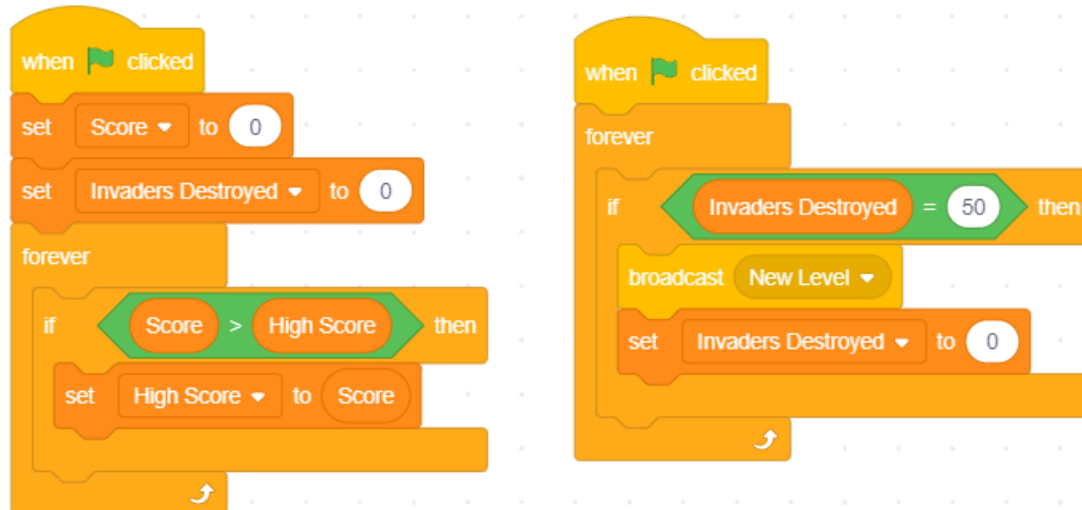 when clicked
set Score to 0
set Invaders Destroyed to 0
forever
if Score > High Score then
set High Score to Score
when clicked
forever
if Invaders Destroyed = 50 then
broadcast New Level
set Invaders Destroyed to 0